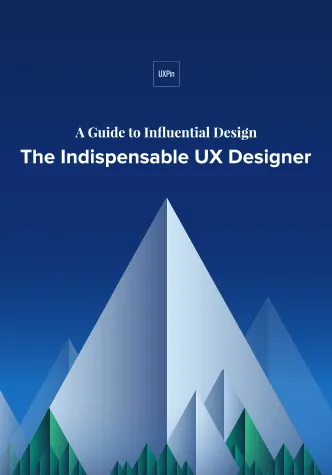 UXPin
A Guide to Influential Design
The Indispensable UX Designer